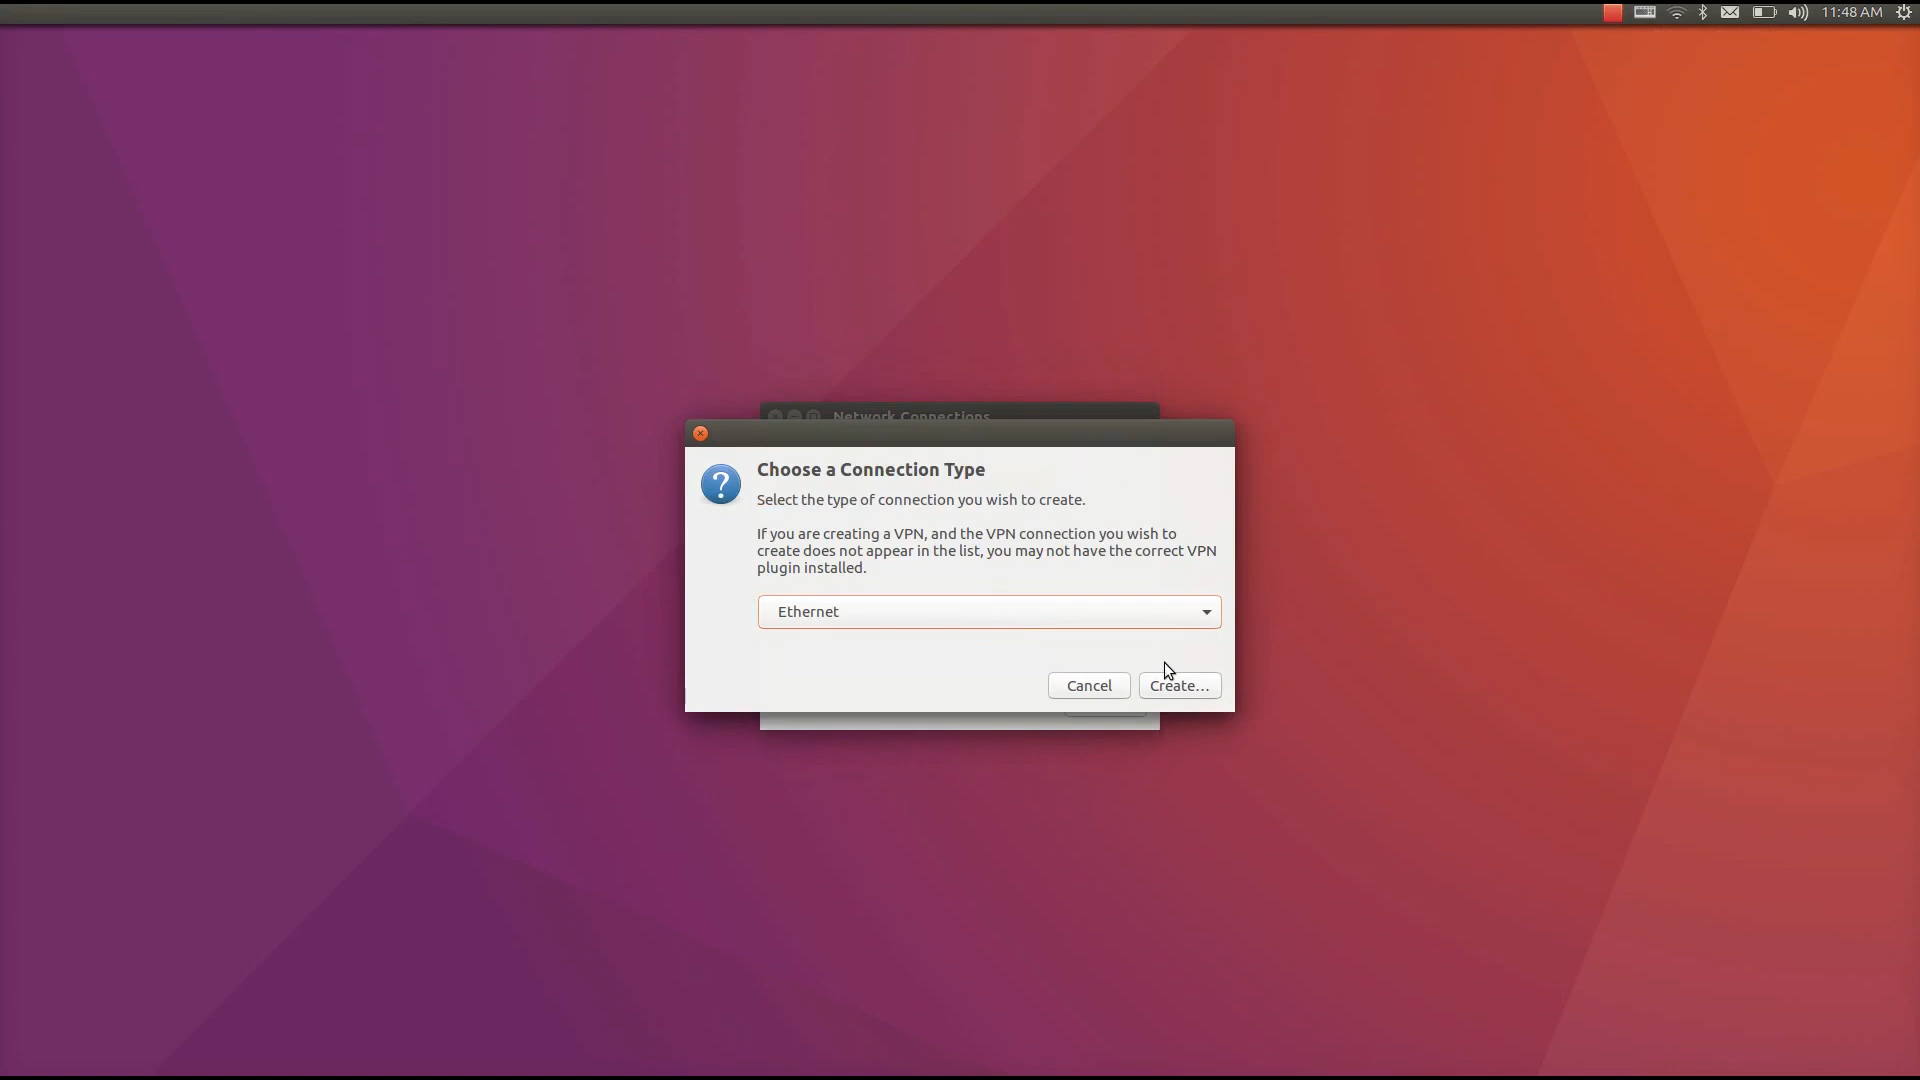 11:48 AM
Network Connections
Choose a Connection Type
Select the type of connection you wish to create.
If you are creating a VPN, and the VPN connection you wish to
create does not appear in the list, you may not have the correct VPN
plugin installed.
Ethernet
Cancel
Create...